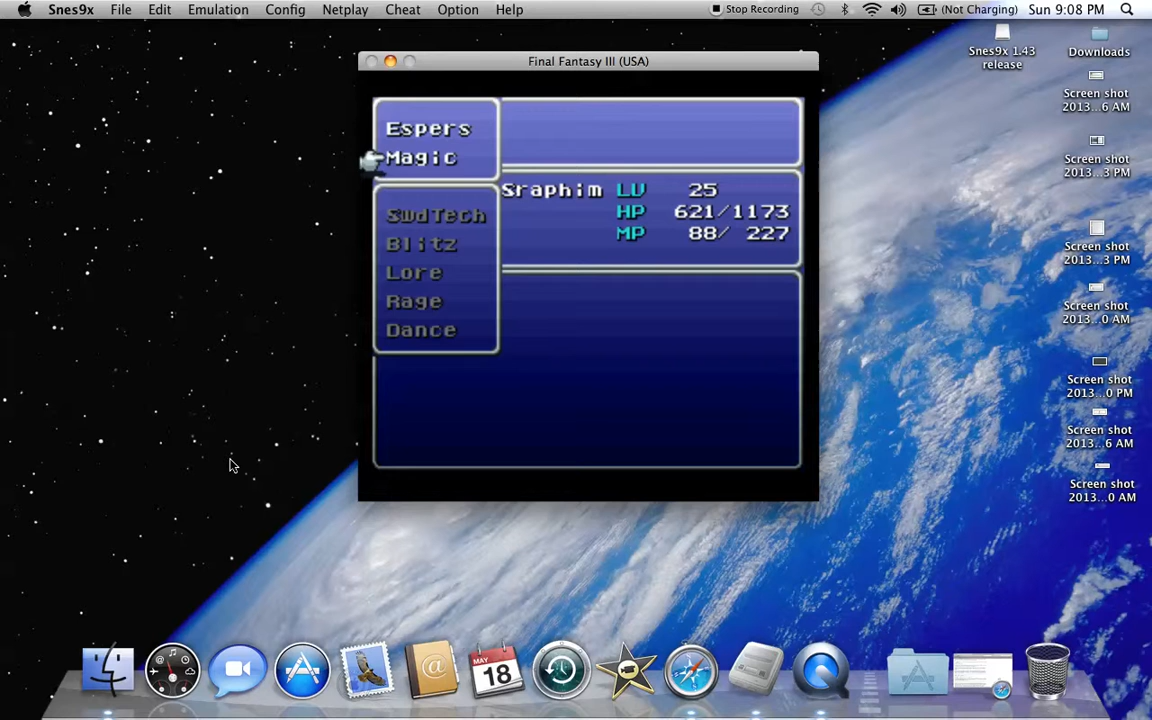 Snes9x File Edit Emulation Config Netplay Cheat Option Help Stop Recording (Not Charging) Sun 9:08 PM
Final Fantasy III (USA)
Espers
Magic
SwdTech
Blitz
Lore
Rage
Dance
Sraphim LV 25
HP 621/1173
MP 88/ 227
Snes9x 1.43
release
Downloads
Screen shot
2013...6 AM
Screen shot
2013...3 PM
Screen shot
2013...3 PM
Screen shot
2013...0 AM
Screen shot
2013...0 PM
Screen shot
2013...6 AM
Screen shot
2013...0 AM
MAY
18